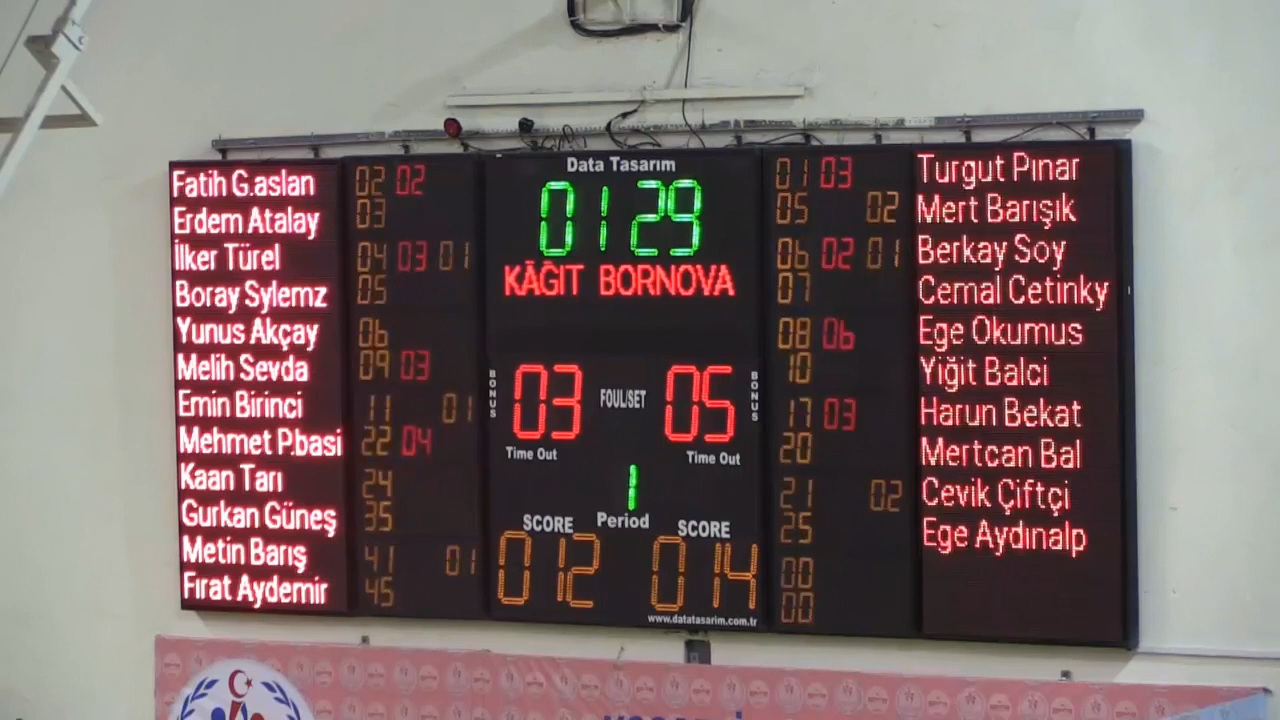 Data Tasarım
Fatih G.aslan 02 02
Erdem Atalay 03
İlker Türel 04 03 01
Boray Sylemz 05
Yunus Akçay 06
Melih Sevda 09 03
Emin Birinci 11 01
Mehmet P.basi 22 04
Kaan Tarı 24
Gurkan Güneş 35
Metin Barış 41 01
Fırat Aydemir 45
01 29
KÂĞIT BORNOVA
BONUS 03 FOUL/SET 05 BONUS
Time Out Time Out
1
Period
SCORE SCORE
012 014
www.datatasarim.com.tr
01 03 Turgut Pınar
05 02 Mert Barışık
06 02 01 Berkay Soy
07 Cemal Cetinky
08 06 Ege Okumus
10 Yiğit Balci
17 03 Harun Bekat
20 Mertcan Bal
21 02 Cevik Çiftçi
25 Ege Aydınalp
00
00